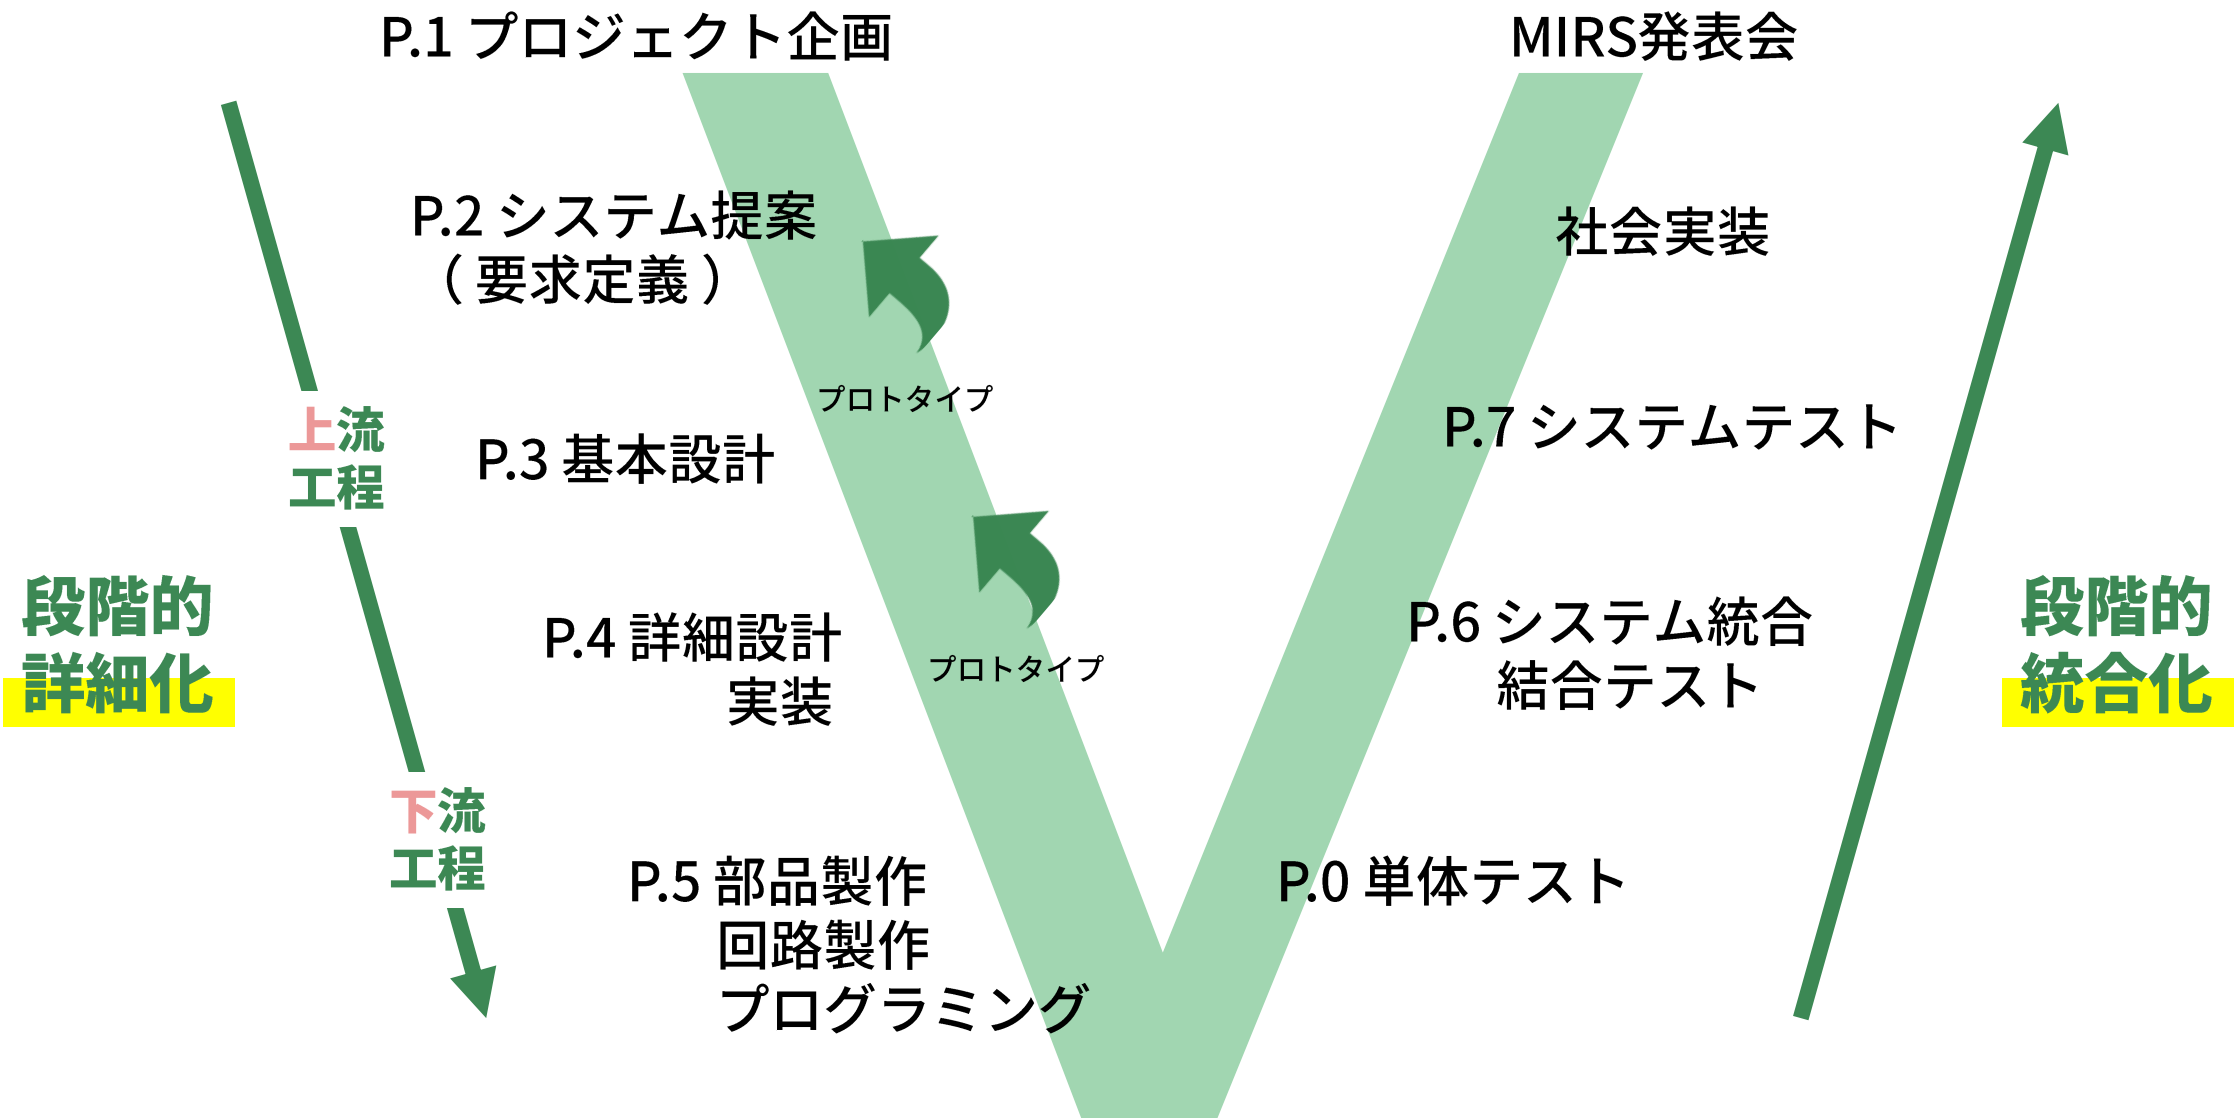 P.1 プロジェクト企画
MIRS発表会
P.2 システム提案
( 要求定義 )
社会実装
プロトタイプ
上流
工程
P.3 基本設計
P.7 システムテスト
段階的
詳細化
P.4 詳細設計
実装
プロトタイプ
P.6 システム統合
結合テスト
段階的
統合化
下流
工程
P.5 部品製作
回路製作
プログラミング
P.0 単体テスト